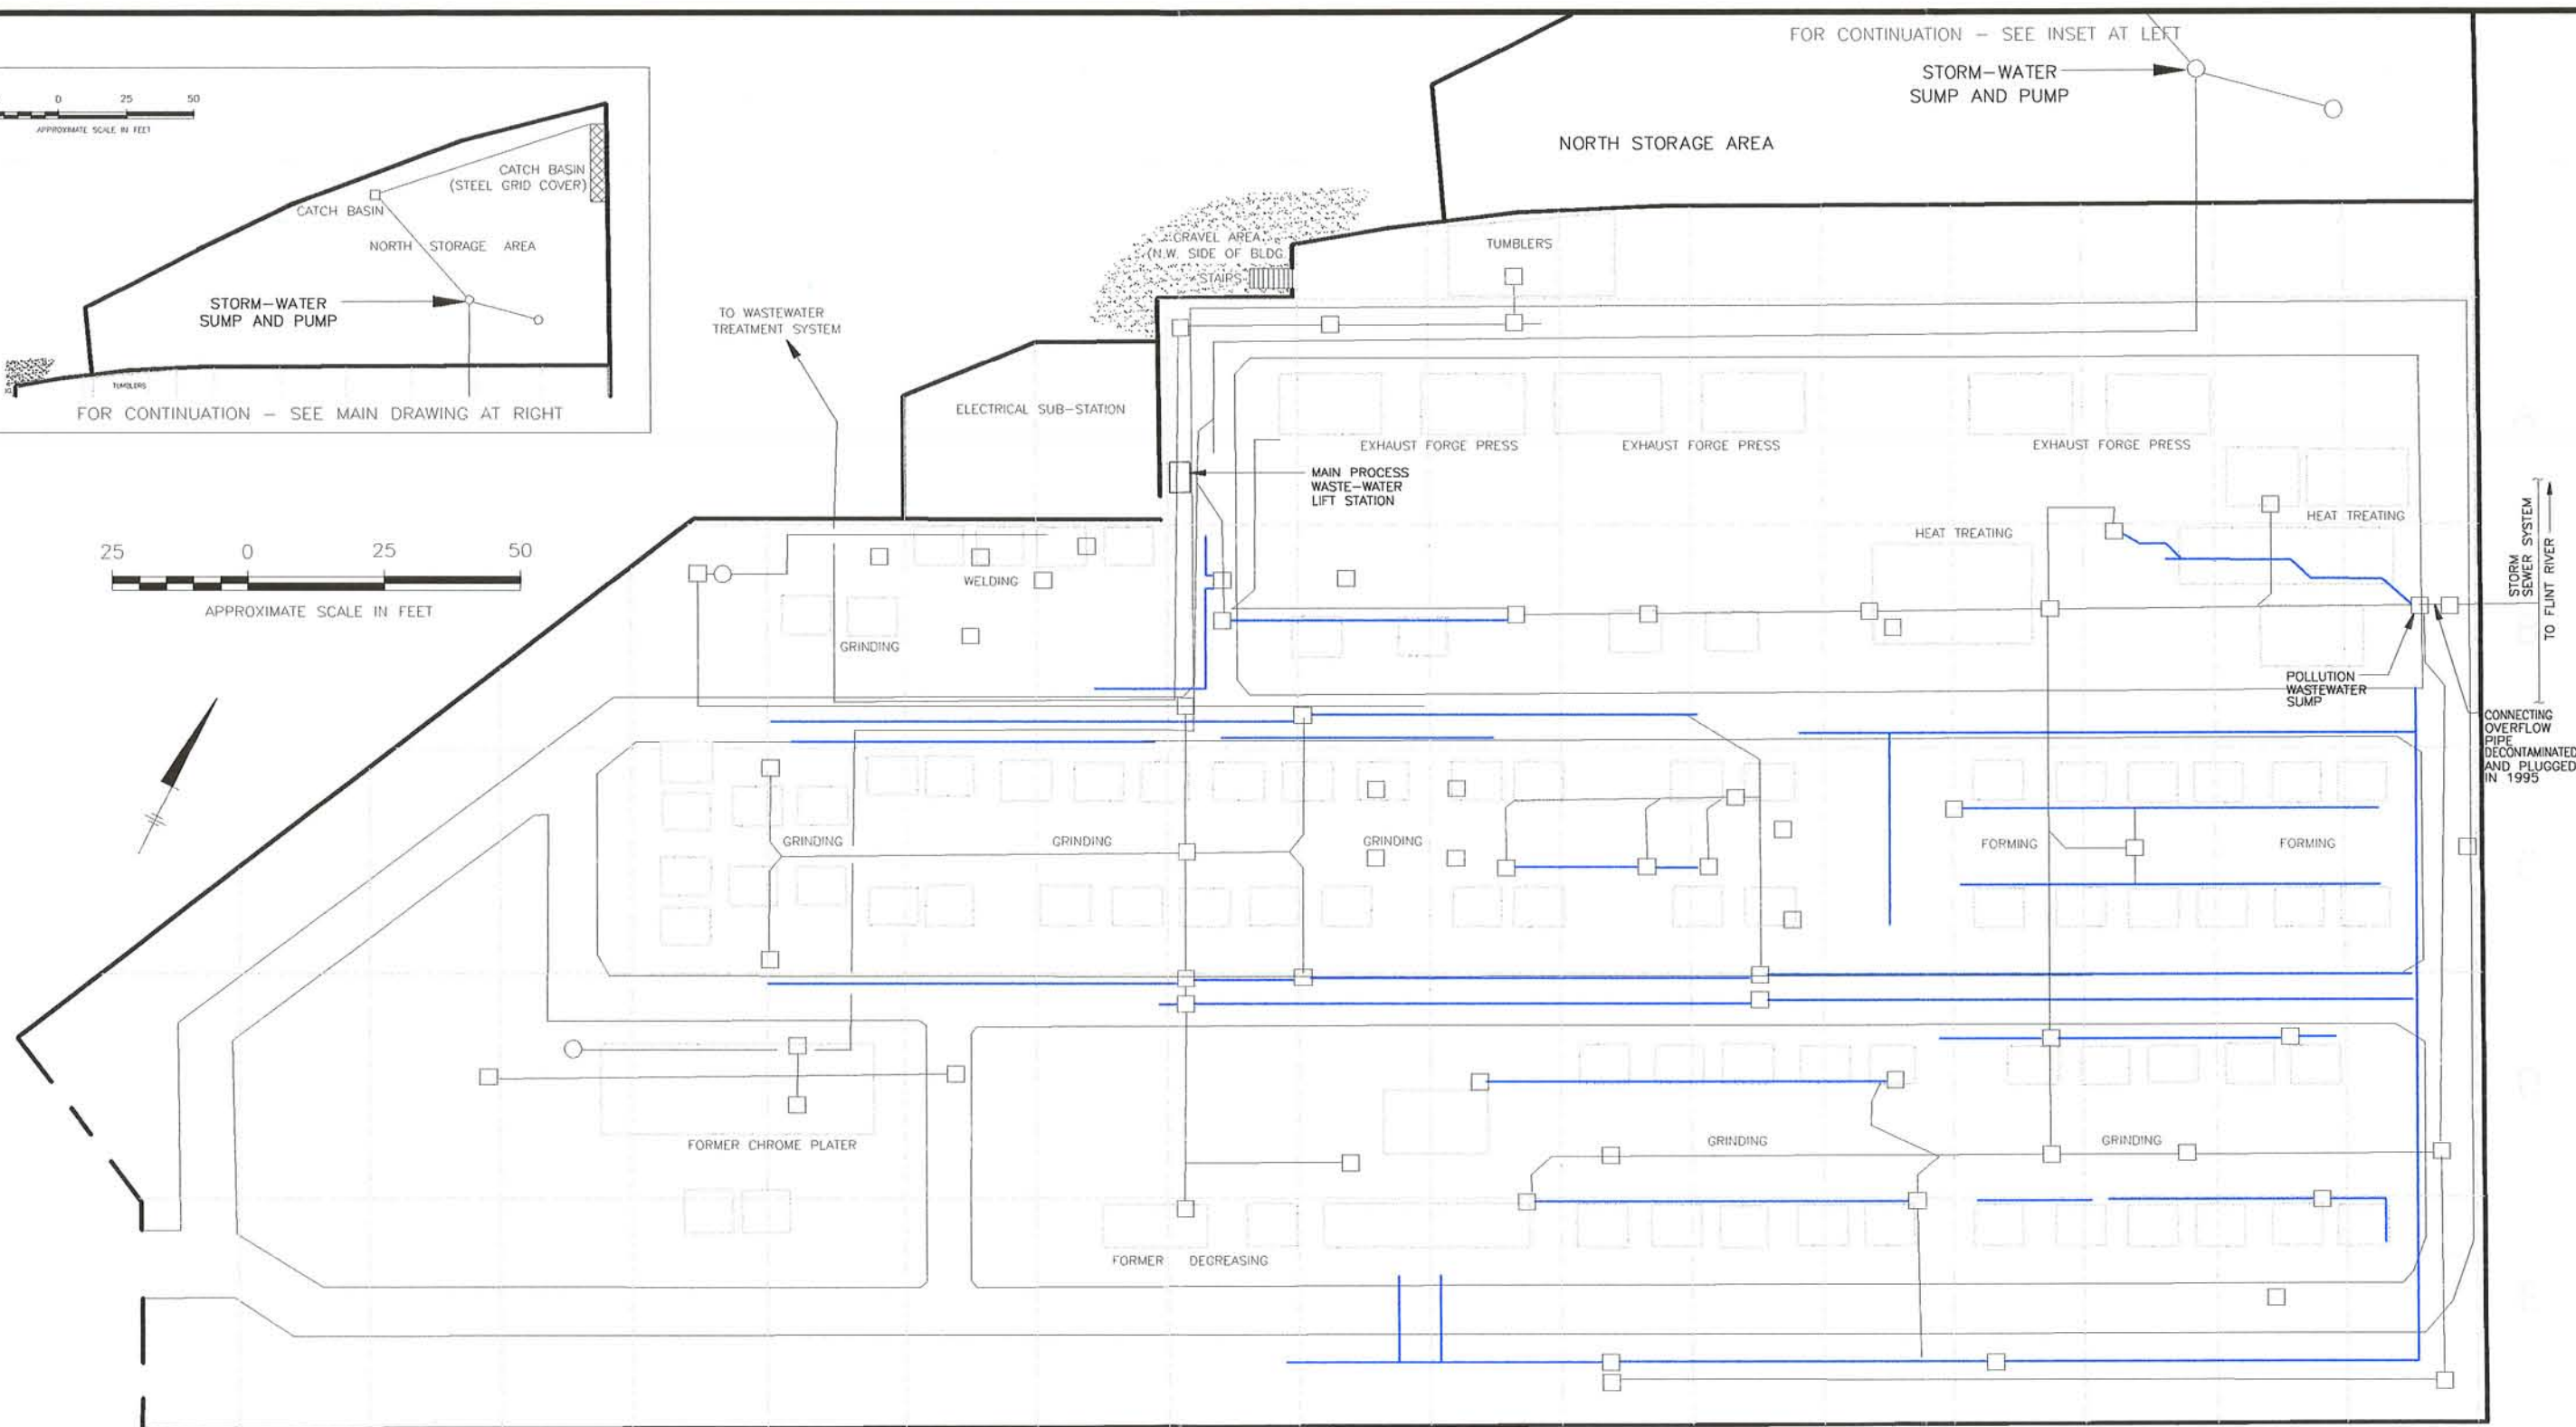 FOR CONTINUATION – SEE INSET AT LEFT
STORM–WATER
SUMP AND PUMP
NORTH STORAGE AREA
0 25 50
APPROXIMATE SCALE IN FEET
CATCH BASIN
(STEEL GRID COVER)
CATCH BASIN
NORTH STORAGE AREA
STORM–WATER
SUMP AND PUMP
TUMBLERS
FOR CONTINUATION – SEE MAIN DRAWING AT RIGHT
GRAVEL AREA
(N.W. SIDE OF BLDG.
STAIRS
TUMBLERS
TO WASTEWATER
TREATMENT SYSTEM
ELECTRICAL SUB–STATION
EXHAUST FORGE PRESS
EXHAUST FORGE PRESS
EXHAUST FORGE PRESS
MAIN PROCESS
WASTE–WATER
LIFT STATION
HEAT TREATING
HEAT TREATING
STORM
SEWER SYSTEM
TO FLINT RIVER
25 0 25 50
APPROXIMATE SCALE IN FEET
WELDING
GRINDING
POLLUTION
WASTEWATER
SUMP
CONNECTING
OVERFLOW
PIPE
DECONTAMINATED
AND PLUGGED
IN 1995
GRINDING
GRINDING
GRINDING
FORMING
FORMING
FORMER CHROME PLATER
GRINDING
GRINDING
FORMER DEGREASING